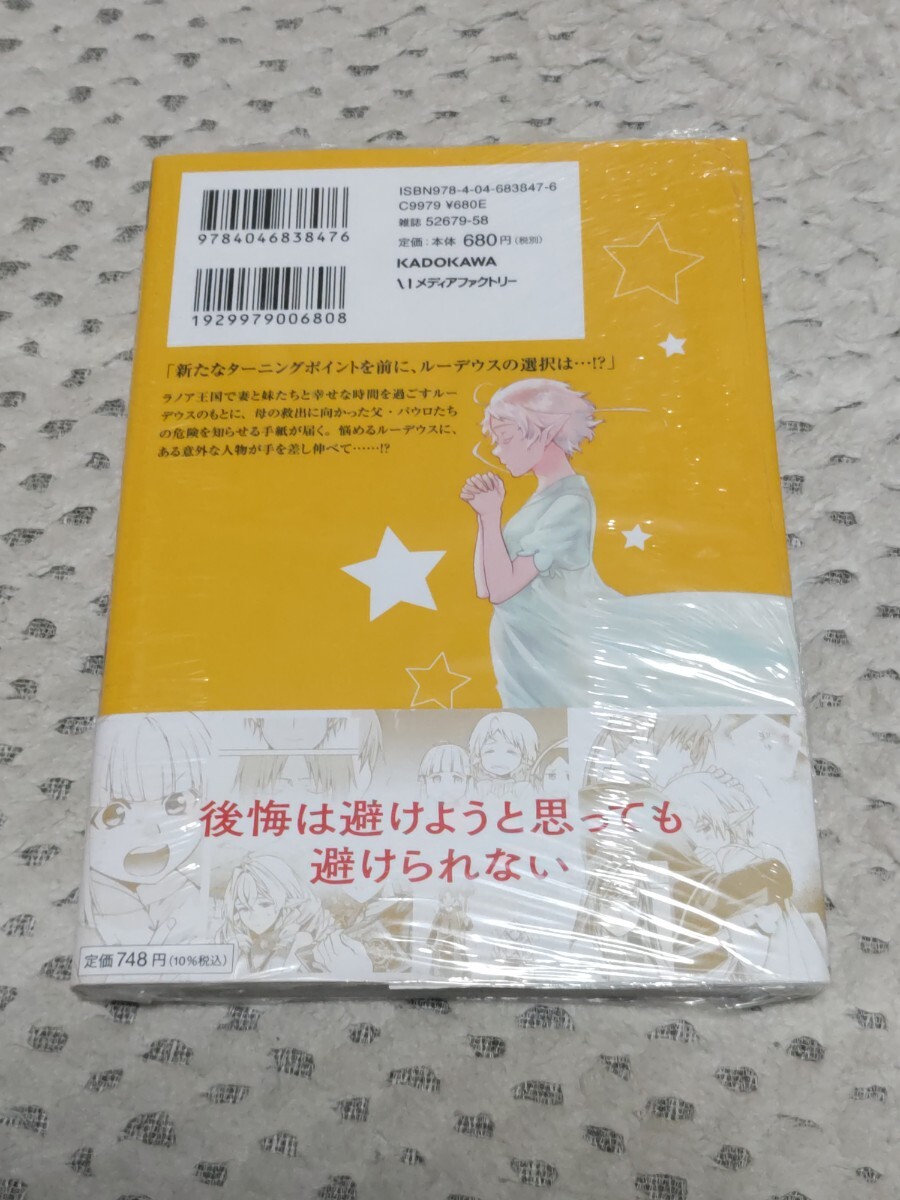 ISBN978-4-04-683847-6
C9979 ¥680E
雑誌 52679-58
定価:本体 680円(税別)
KADOKAWA
メディアファクトリー
9784046838476
1929979006808
「新たなターニングポイントを前に、ルーデウスの選択は…!?」
ラノア王国で妻と妹たちと幸せな時間を過ごすルー
デウスのもとに、母の救出に向かった父・パウロたち
の危険を知らせる手紙が届く。悩めるルーデウスに、
ある意外な人物が手を差し伸べて……!?
後悔は避けようと思っても
避けられない
定価748円(10%税込)